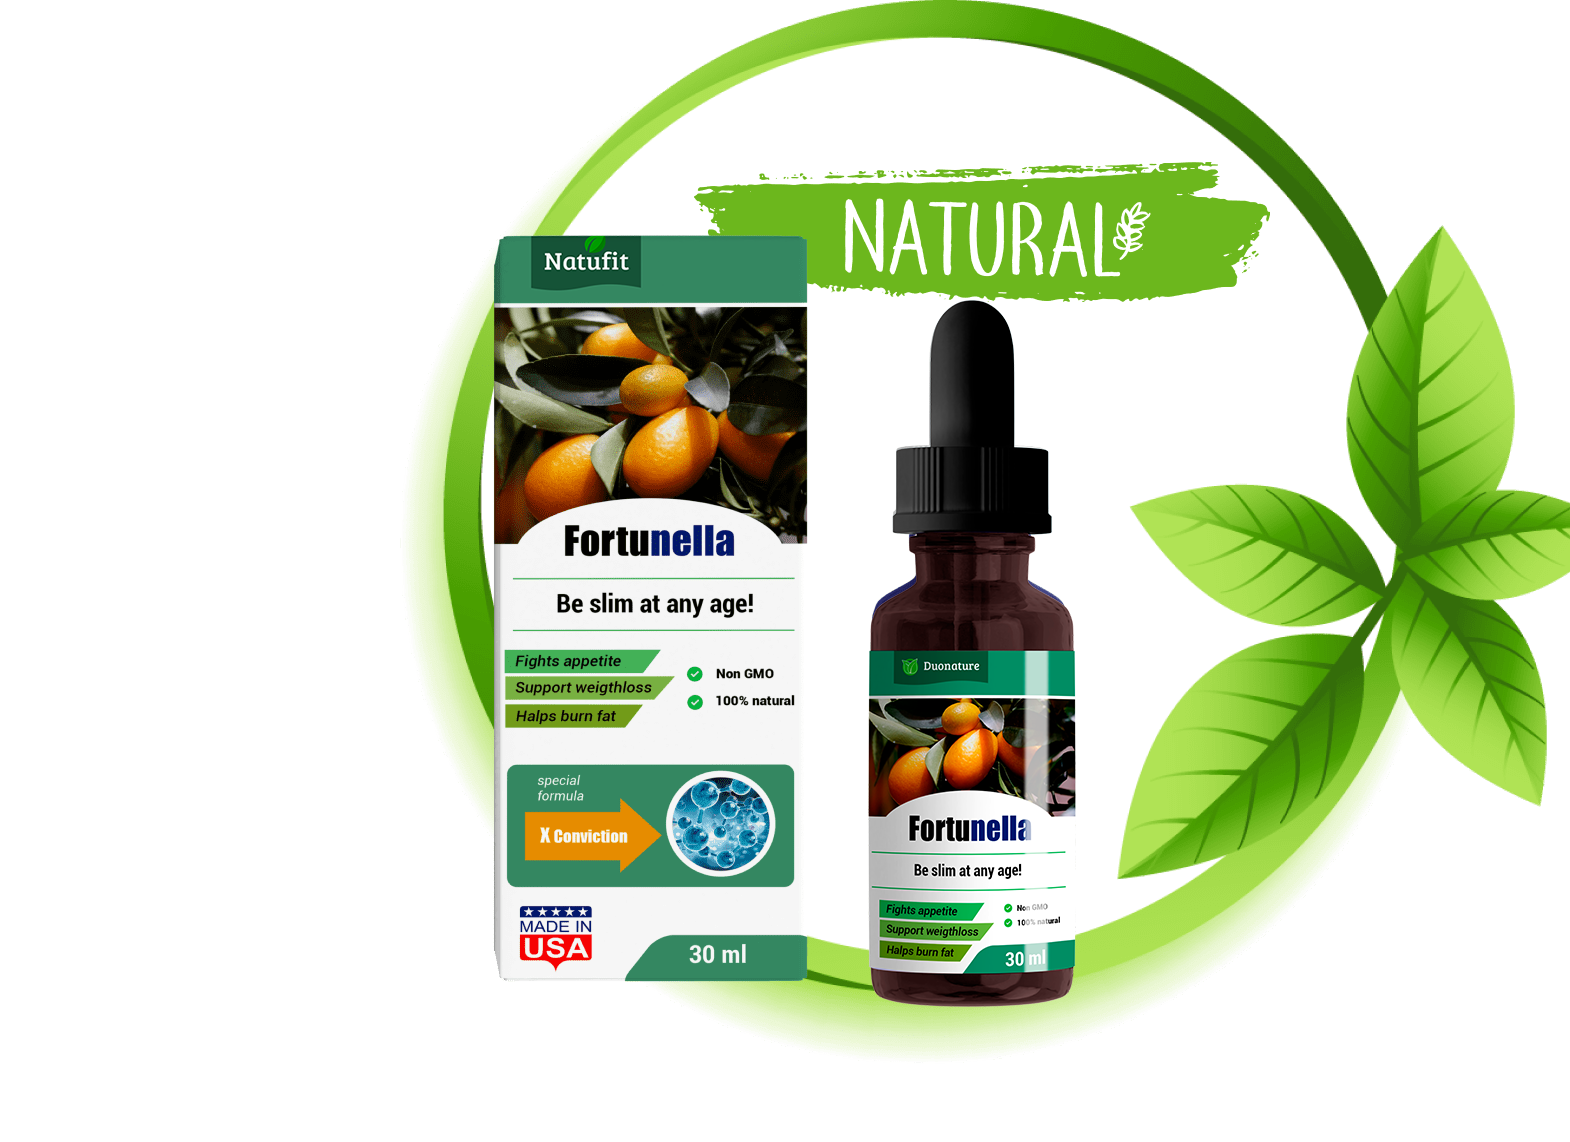 NATURAL
Natufit
Fortunella
Be slim at any age!
Fights appetite
Support weigthloss
Halps burn fat
Non GMO
100% natural
special
formula
X Conviction
MADE IN
USA
30 ml
Duonature
Fortunella
Be slim at any age!
Fights appetite
Support weigthloss
Halps burn fat
Non GMO
100% natural
30 ml